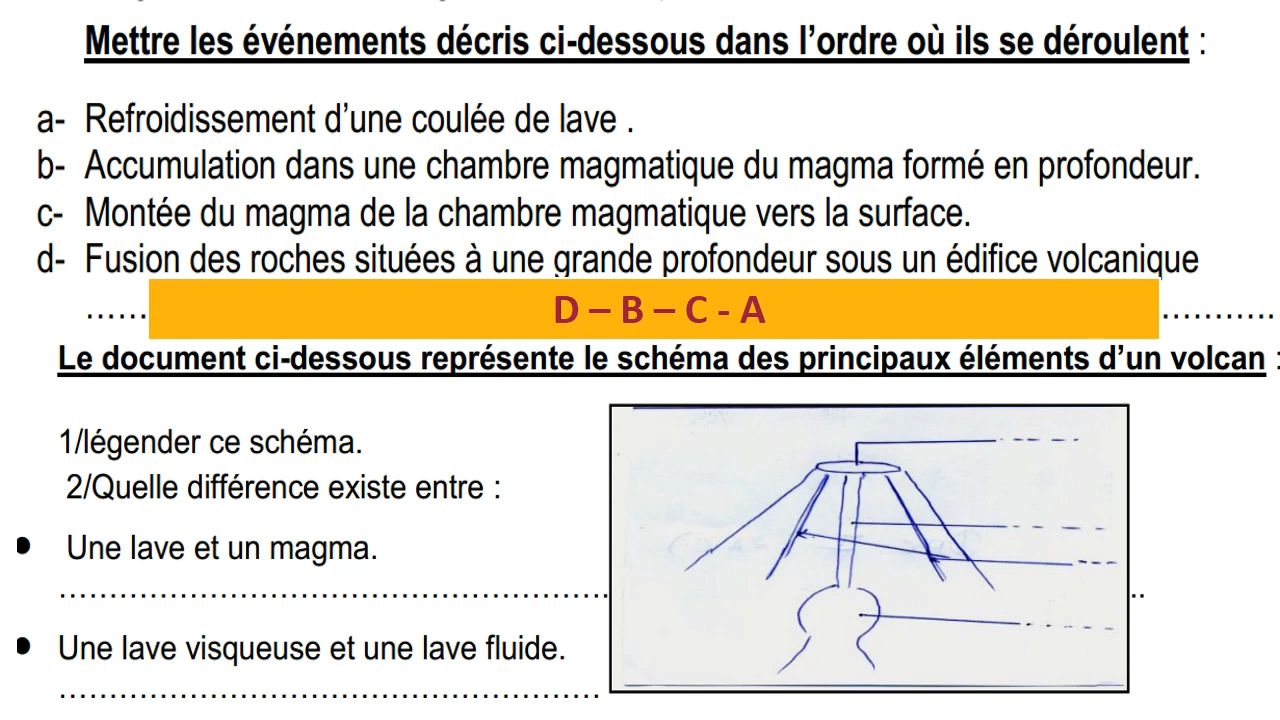 Mettre les événements décris ci-dessous dans l’ordre où ils se déroulent :
a- Refroidissement d’une coulée de lave .
b- Accumulation dans une chambre magmatique du magma formé en profondeur.
c- Montée du magma de la chambre magmatique vers la surface.
d- Fusion des roches situées à une grande profondeur sous un édifice volcanique
...... D – B – C - A ...........
Le document ci-dessous représente le schéma des principaux éléments d’un volcan :
1/légender ce schéma.
2/Quelle différence existe entre :
• Une lave et un magma.
• Une lave visqueuse et une lave fluide.